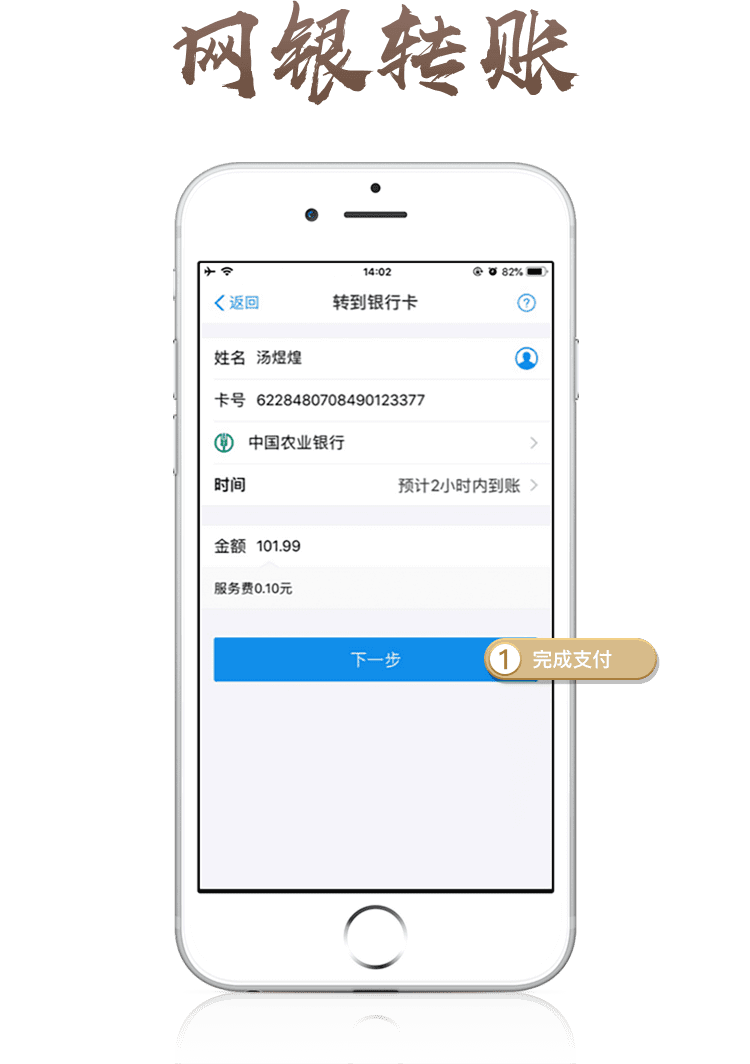 网银转账
14:02 82%
返回 转到银行卡 ?
姓名 汤煜煌
卡号 6228480708490123377
中国农业银行
时间 预计2小时内到账
金额 101.99
服务费0.10元
下一步
1 完成支付